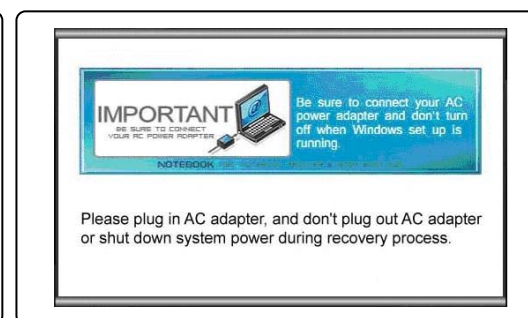 IMPORTANT
BE SURE TO CONNECT
YOUR AC POWER ADAPTER
Be sure to connect your AC
power adapter and don't turn
off when Windows set up is
running.
NOTEBOOK
Please plug in AC adapter, and don't plug out AC adapter
or shut down system power during recovery process.